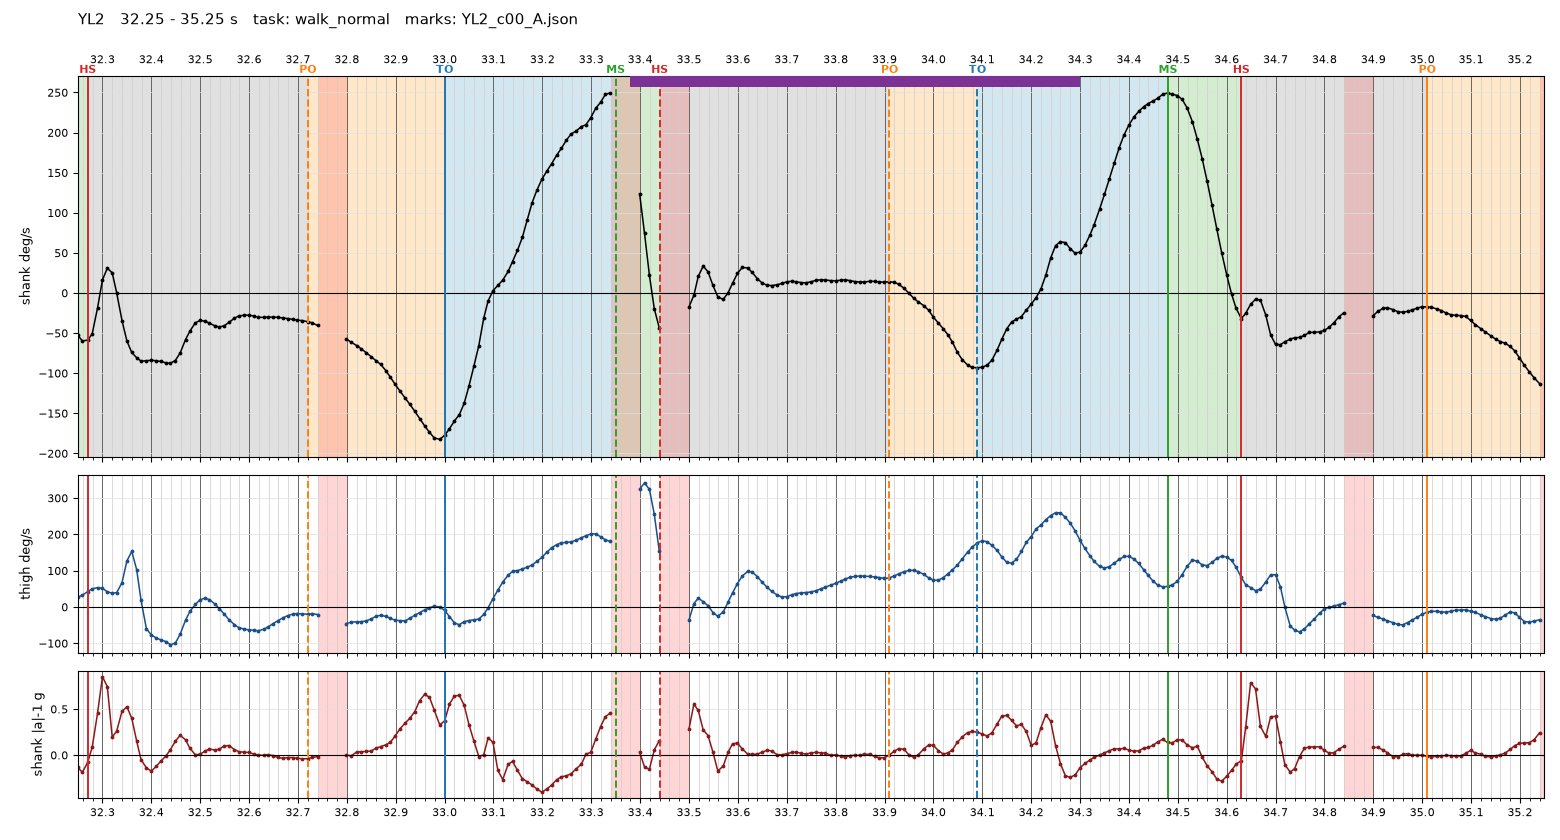 YL2   32.25 - 35.25 s   task: walk_normal   marks: YL2_c00_A.json
32.3 32.4 32.5 32.6 32.7 32.8 32.9 33.0 33.1 33.2 33.3 33.4 33.5 33.6 33.7 33.8 33.9 34.0 34.1 34.2 34.3 34.4 34.5 34.6 34.7 34.8 34.9 35.0 35.1 35.2
HS PO TO MS HS PO TO MS HS PO
250
200
150
100
50
0
−50
−100
−150
−200
shank deg/s
300
200
100
0
−100
thigh deg/s
0.5
0.0
shank |a|-1 g
32.3 32.4 32.5 32.6 32.7 32.8 32.9 33.0 33.1 33.2 33.3 33.4 33.5 33.6 33.7 33.8 33.9 34.0 34.1 34.2 34.3 34.4 34.5 34.6 34.7 34.8 34.9 35.0 35.1 35.2